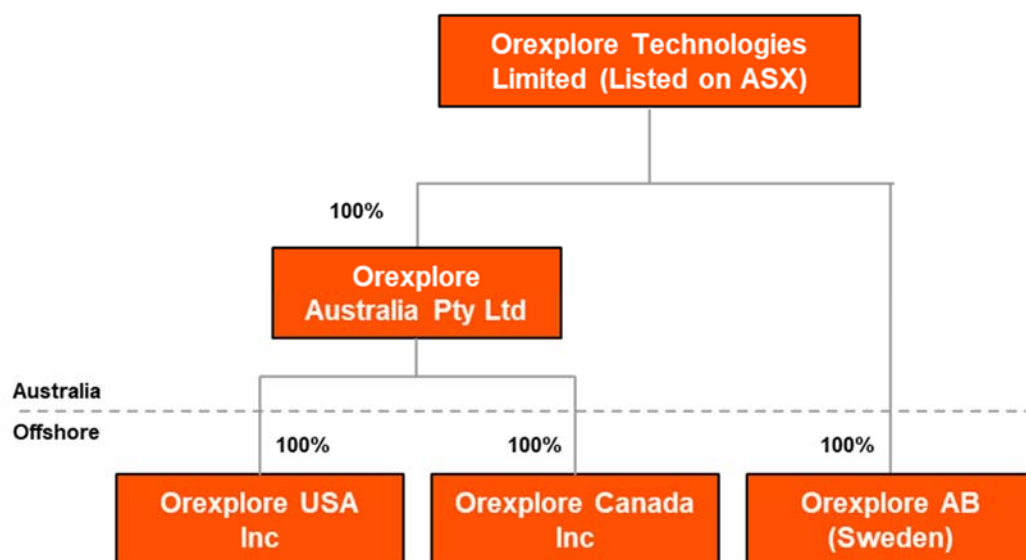 Orexplore Technologies
Limited (Listed on ASX)
100%
Orexplore
Australia Pty Ltd
Australia
Offshore
100%
100%
100%
Orexplore USA
Inc
Orexplore Canada
Inc
Orexplore AB
(Sweden)